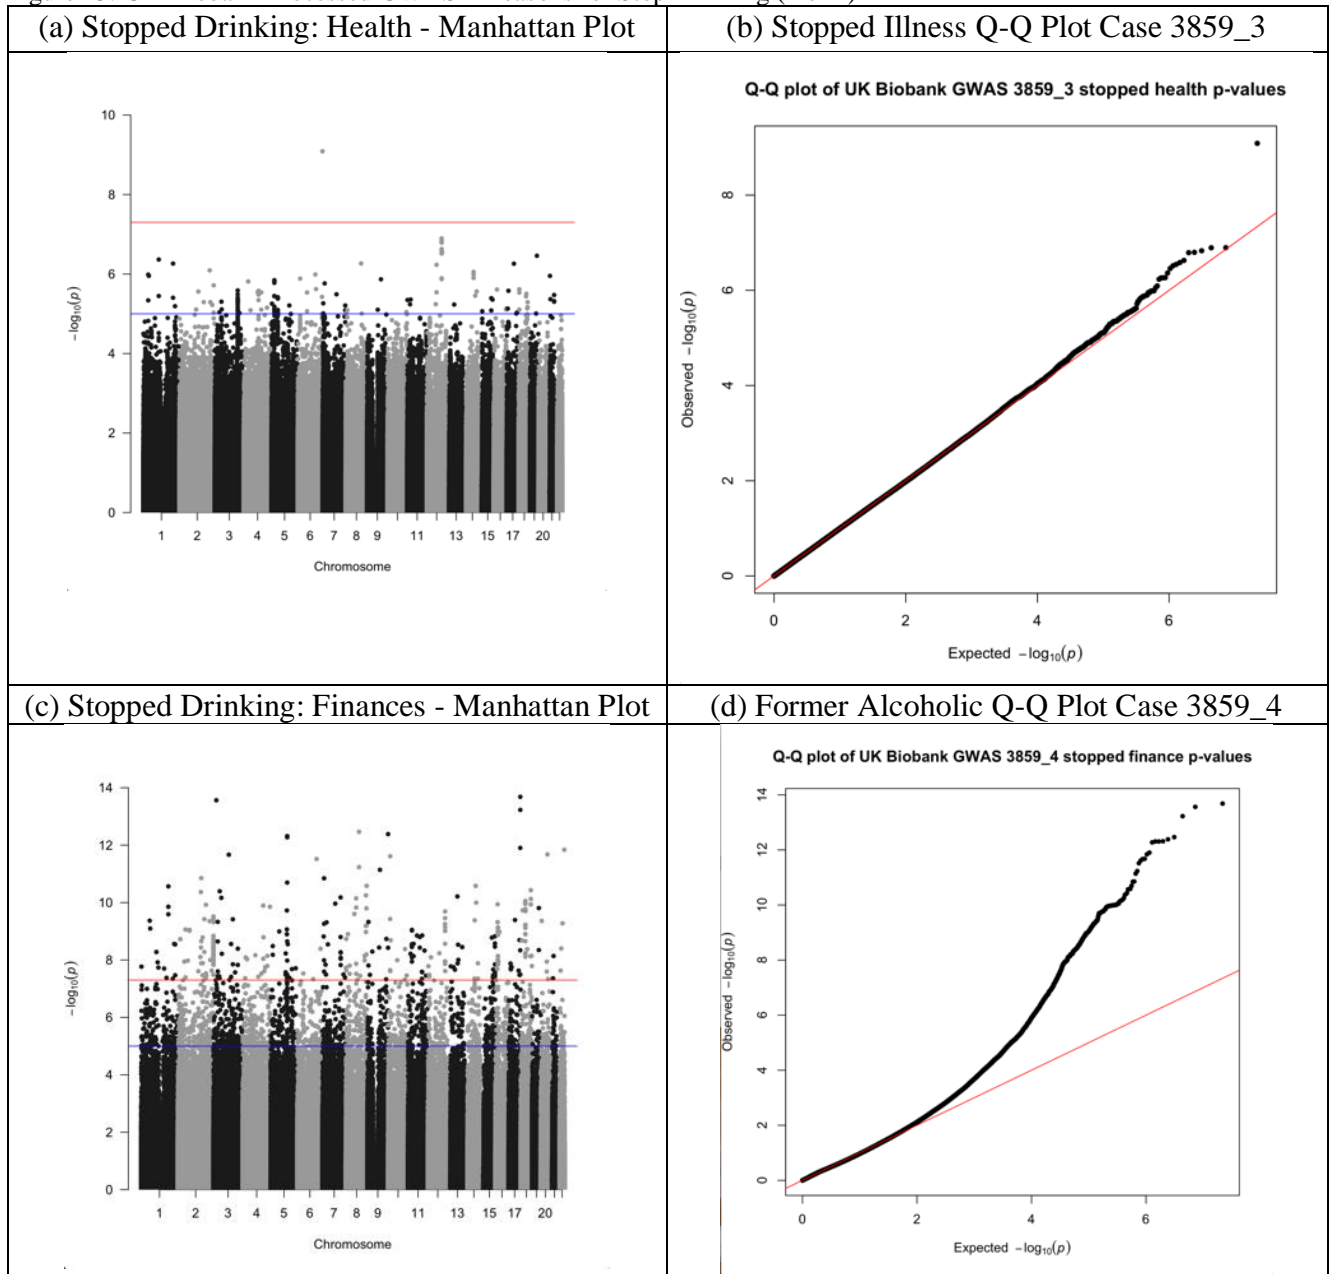 (a) Stopped Drinking: Health - Manhattan Plot
(b) Stopped Illness Q-Q Plot Case 3859_3
10
8
6
4
2
0
−log10(p)
1 2 3 4 5 6 7 8 9 11 13 15 17 20
Chromosome
Q-Q plot of UK Biobank GWAS 3859_3 stopped health p-values
8
6
4
2
0
Observed −log10(p)
0 2 4 6
Expected −log10(p)
(c) Stopped Drinking: Finances - Manhattan Plot
(d) Former Alcoholic Q-Q Plot Case 3859_4
14
12
10
8
6
4
2
0
−log10(p)
1 2 3 4 5 6 7 8 9 11 13 15 17 20
Chromosome
Q-Q plot of UK Biobank GWAS 3859_4 stopped finance p-values
14
12
10
8
6
4
2
0
Observed −log10(p)
0 2 4 6
Expected −log10(p)